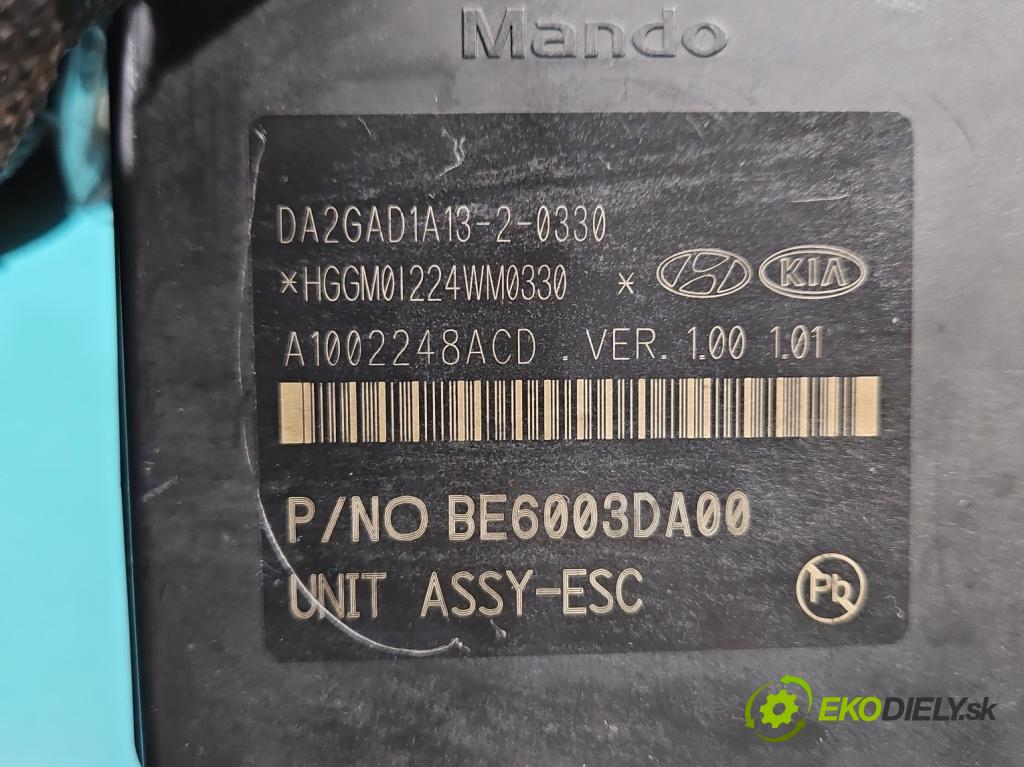 Mando
DA2GAD1A13-2-0330
*HGGM01224WM0330 * KIA
A1002248ACD . VER. 1.00 1.01
P/NO BE6003DA00
UNIT ASSY-ESC
Pb
EKODIELY.sk